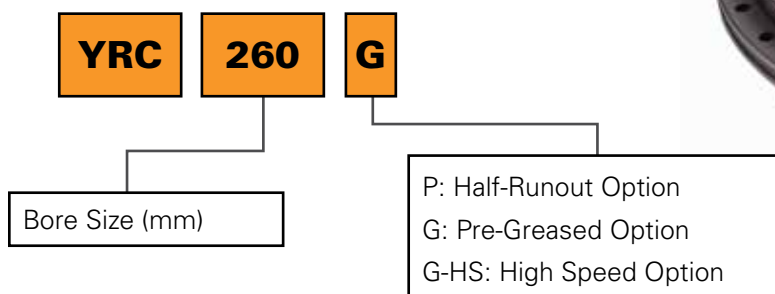 YRC 260 G
Bore Size (mm)
P: Half-Runout Option
G: Pre-Greased Option
G-HS: High Speed Option